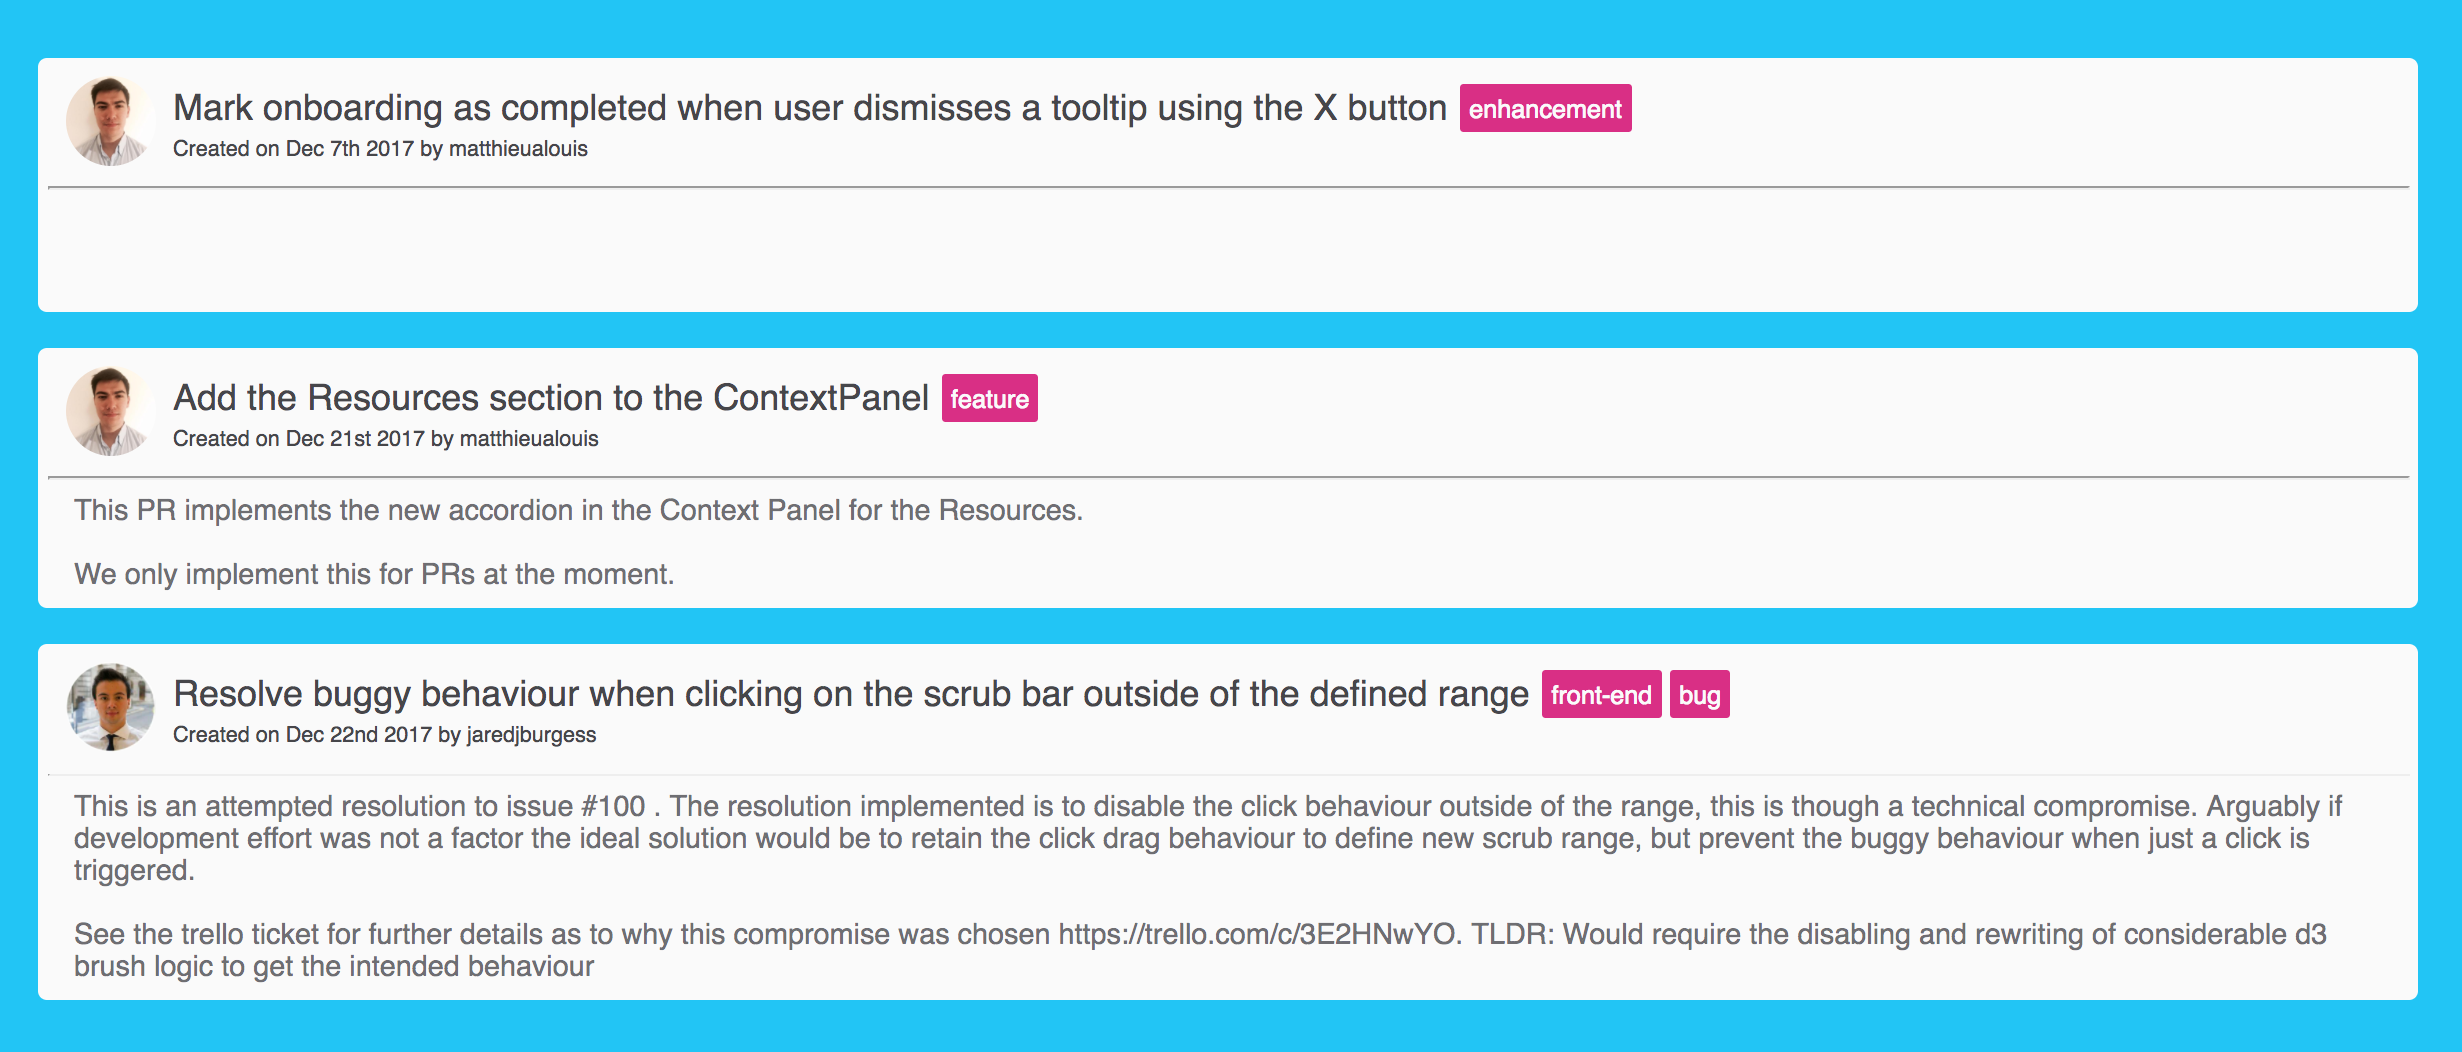 Mark onboarding as completed when user dismisses a tooltip using the X button enhancement
Created on Dec 7th 2017 by matthieualouis
Add the Resources section to the ContextPanel feature
Created on Dec 21st 2017 by matthieualouis
This PR implements the new accordion in the Context Panel for the Resources.
We only implement this for PRs at the moment.
Resolve buggy behaviour when clicking on the scrub bar outside of the defined range front-end bug
Created on Dec 22nd 2017 by jaredjburgess
This is an attempted resolution to issue #100 . The resolution implemented is to disable the click behaviour outside of the range, this is though a technical compromise. Arguably if
development effort was not a factor the ideal solution would be to retain the click drag behaviour to define new scrub range, but prevent the buggy behaviour when just a click is
triggered.
See the trello ticket for further details as to why this compromise was chosen https://trello.com/c/3E2HNwYO. TLDR: Would require the disabling and rewriting of considerable d3
brush logic to get the intended behaviour